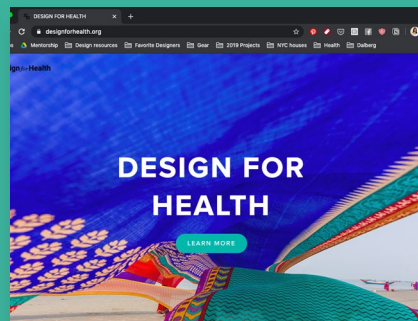 DESIGN FOR HEALTH
designforhealth.org
Mentorship Design resources Favorite Designers Gear 2019 Projects NYC houses Health Dalberg
Health
DESIGN FOR
HEALTH
LEARN MORE